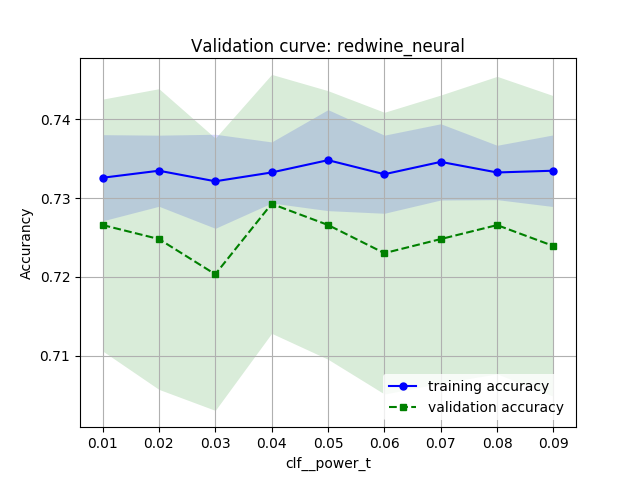 Validation curve: redwine_neural
0.74
0.73
0.72
0.71
Accurancy
training accuracy
validation accuracy
0.01 0.02 0.03 0.04 0.05 0.06 0.07 0.08 0.09
clf__power_t